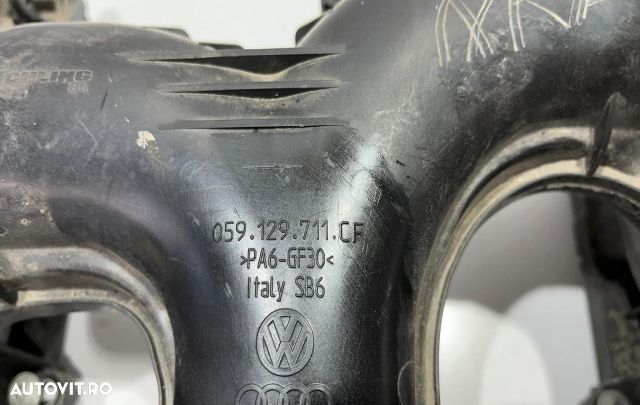 059.129.711.CF
>PA6-GF30<
Italy SB6
AUTOVIT.RO